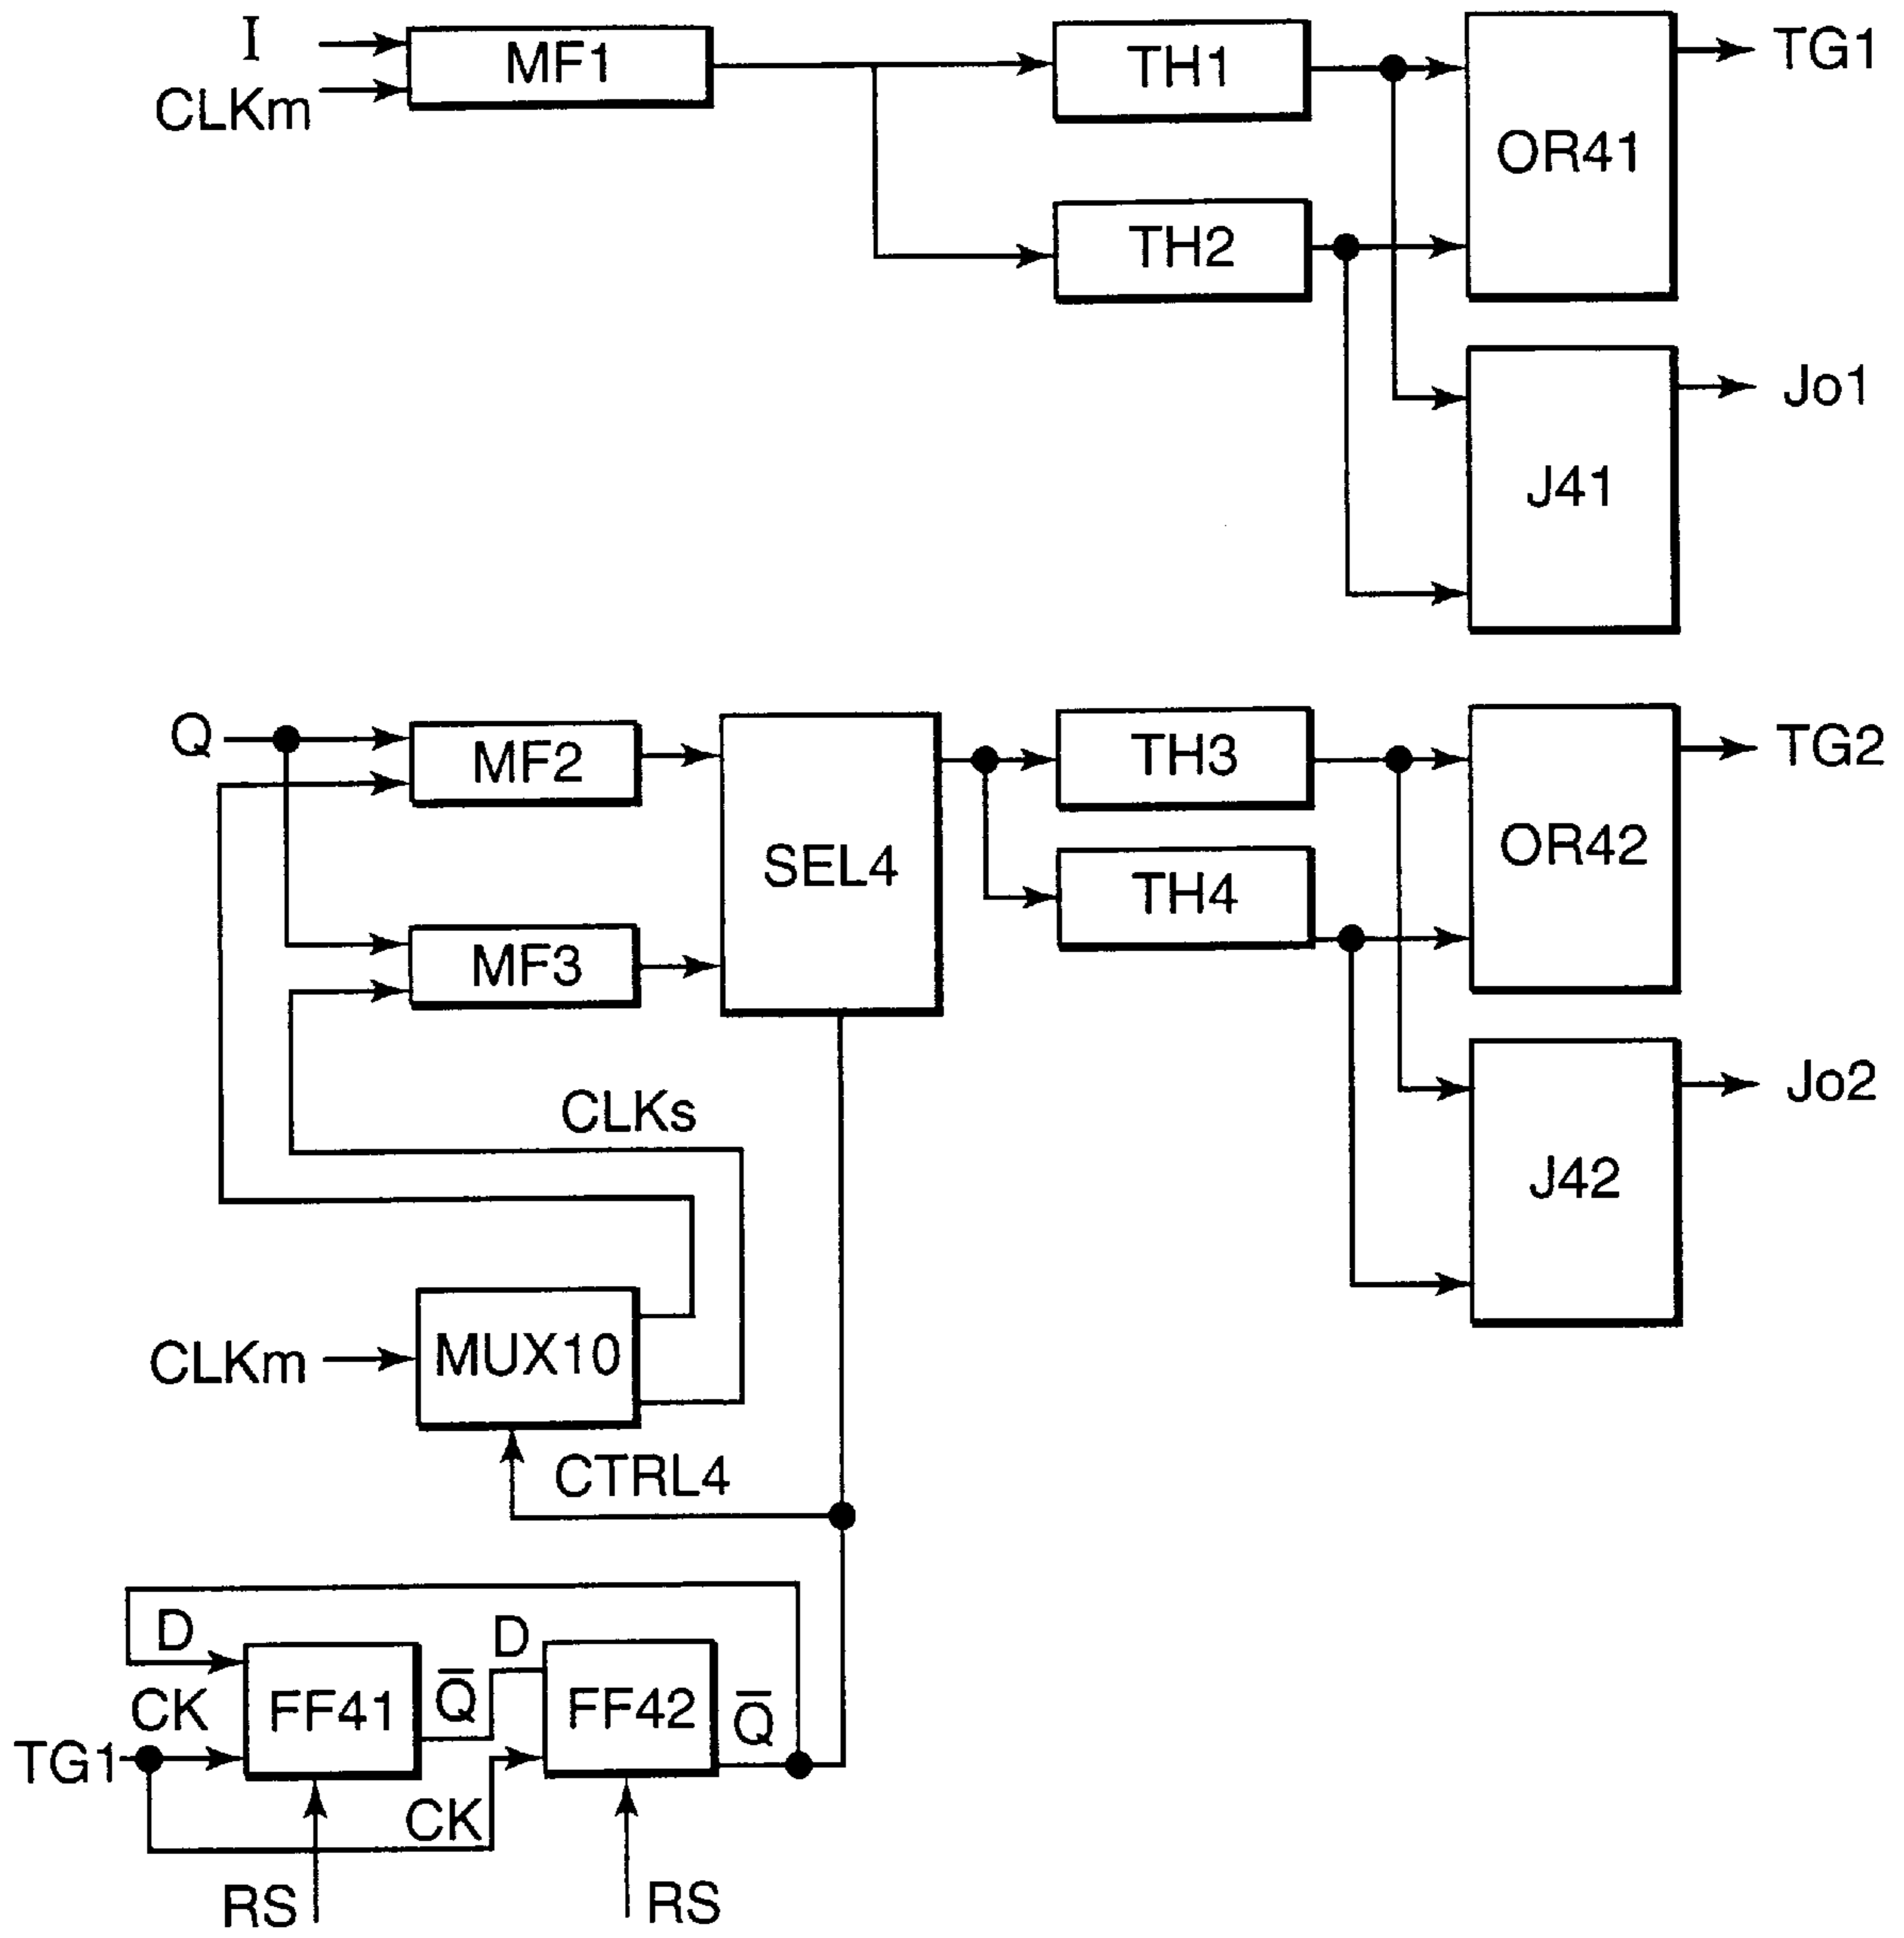 I
CLKm
MF1
TH1
TH2
OR41
TG1
J41
Jo1
Q
MF2
MF3
SEL4
TH3
TH4
OR42
TG2
J42
Jo2
CLKs
CLKm
MUX10
CTRL4
D
CK
TG1
FF41
Q̅
D
CK
FF42
Q̅
RS
RS